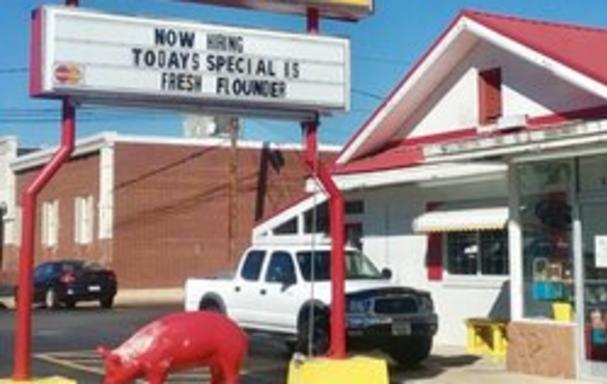 NOW HIRING
TODAYS SPECIAL IS
FRESH FLOUNDER